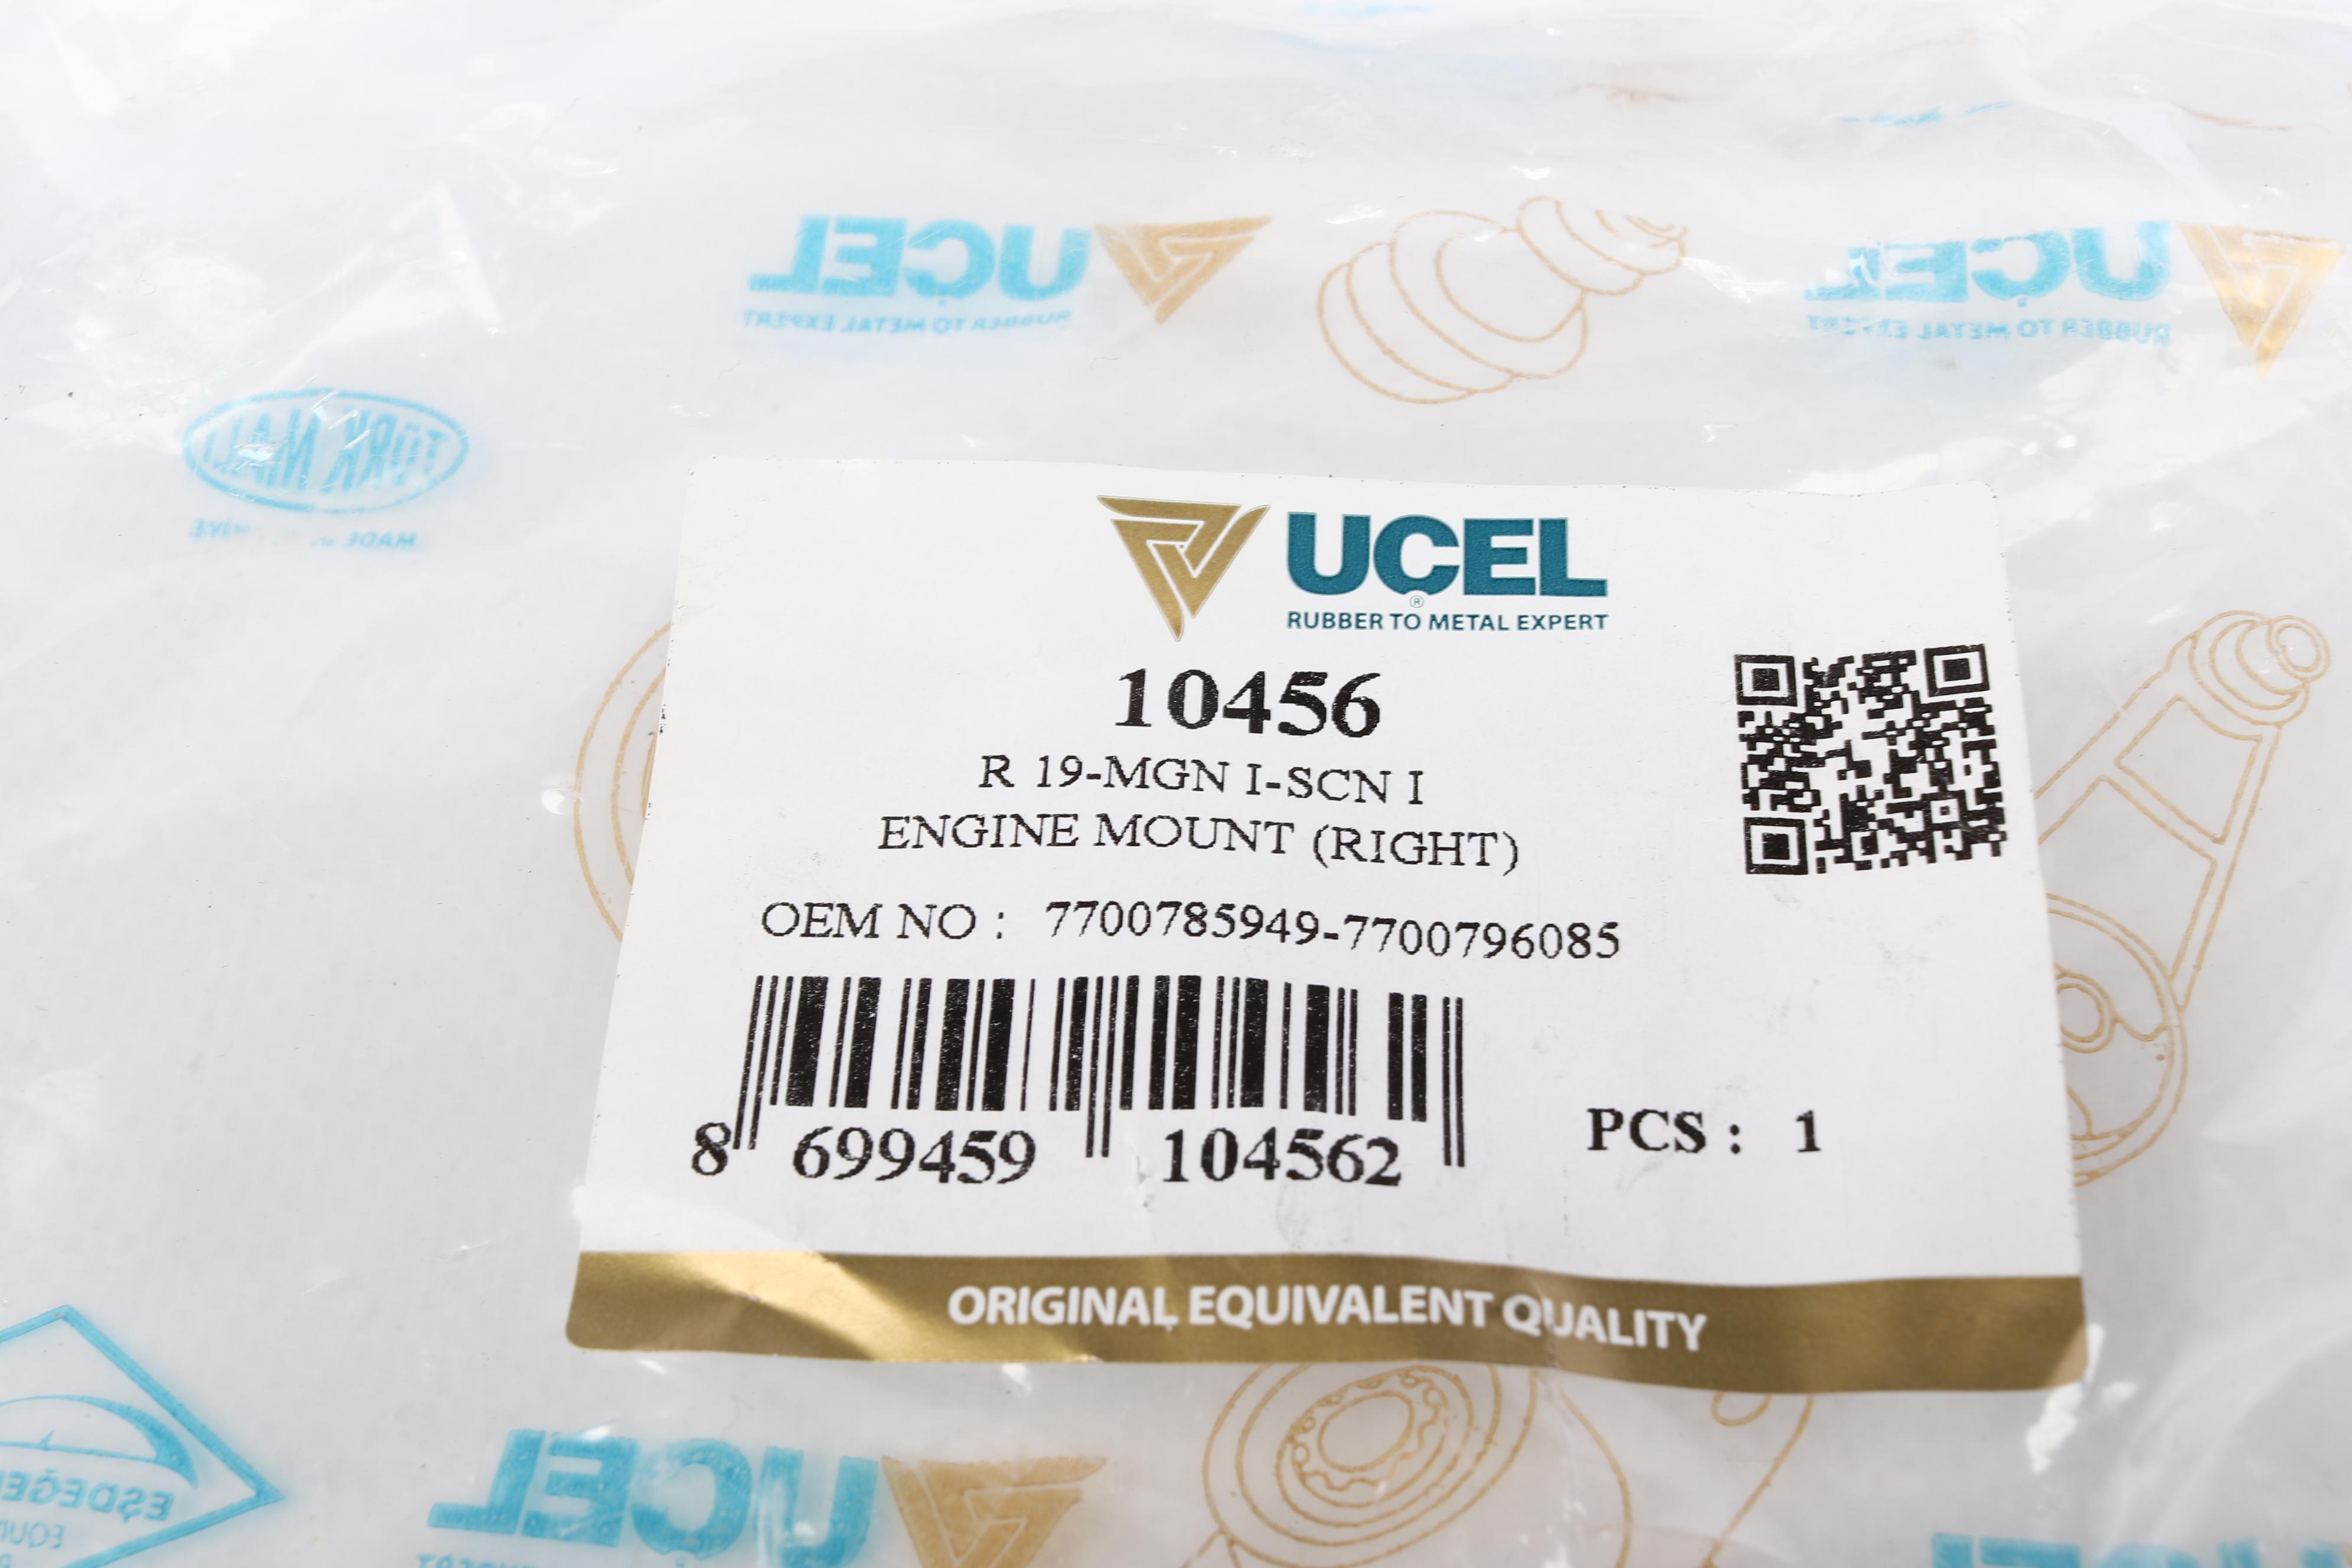 UÇEL
RUBBER TO METAL EXPERT
UÇEL
RUBBER TO METAL EXPERT
TÜRK MALI
MADE
UÇEL
®
RUBBER TO METAL EXPERT
10456
R 19-MGN I-SCN I
ENGINE MOUNT (RIGHT)
OEM NO : 7700785949-7700796085
8 699459 104562
PCS : 1
ORIGINAL EQUIVALENT QUALITY
UÇEL